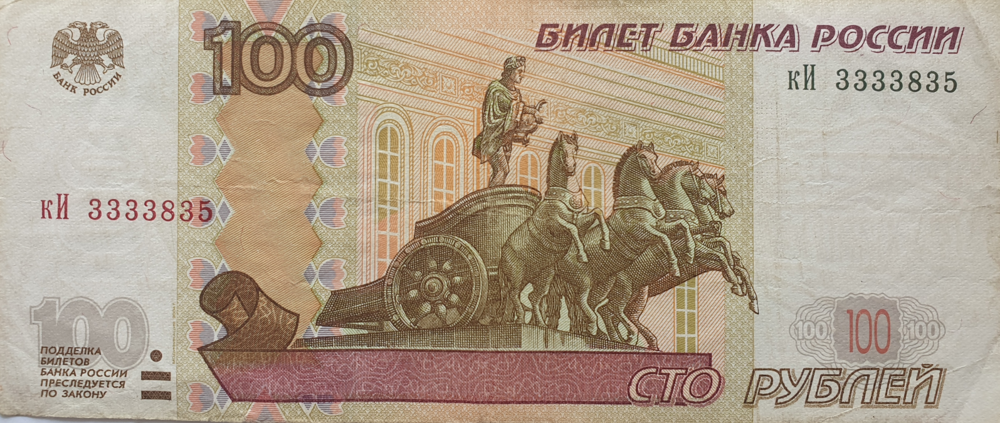 100
БИЛЕТ БАНКА РОССИИ
БАНК РОССИИ
кИ 3333835
кИ 3333835
100
ПОДДЕЛКА
БИЛЕТОВ
БАНКА РОССИИ
ПРЕСЛЕДУЕТСЯ
ПО ЗАКОНУ
100 100 100
СТО РУБЛЕЙ